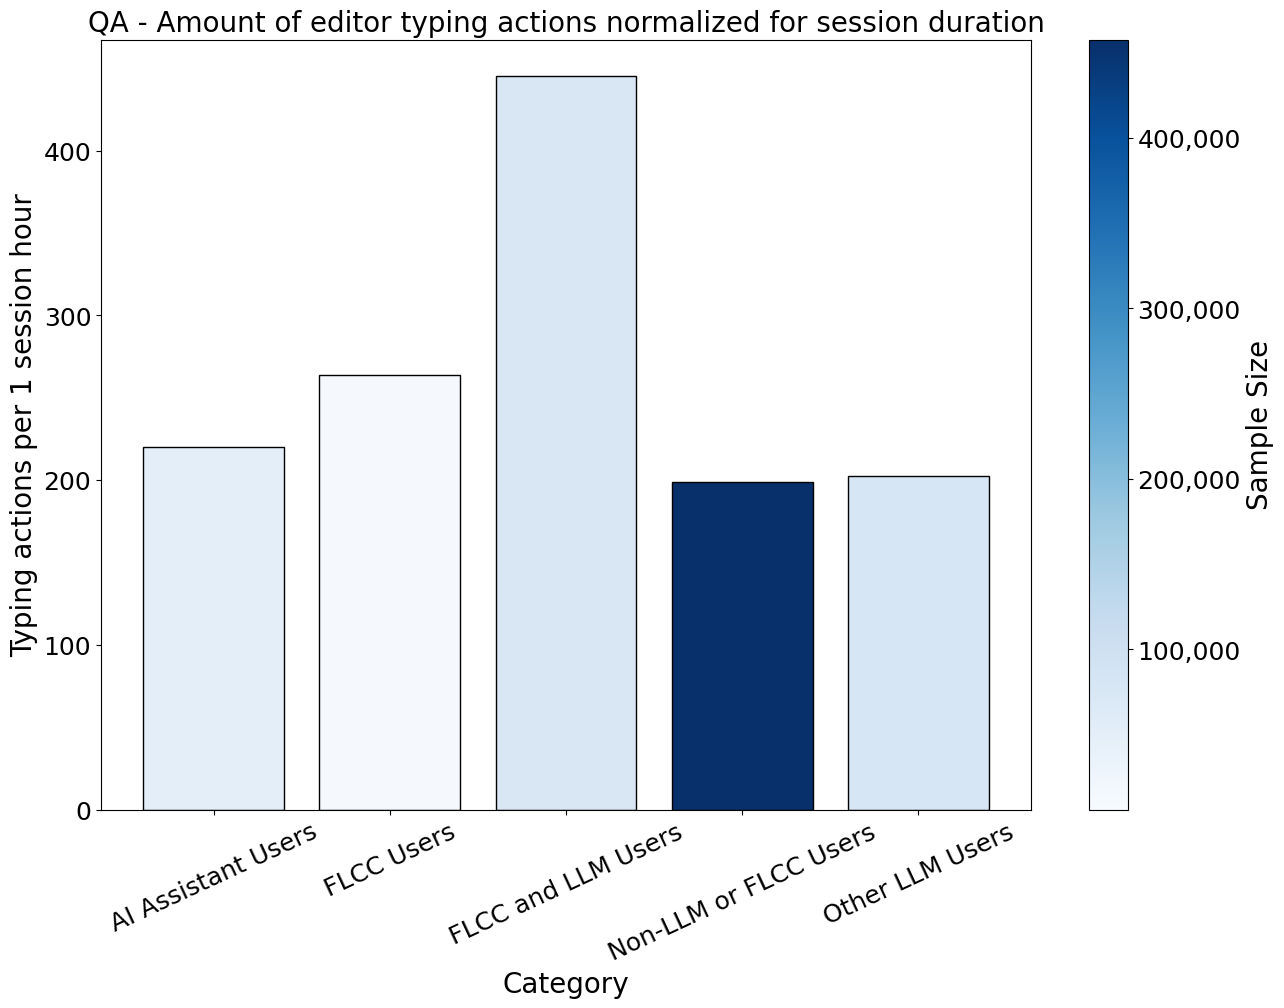 QA - Amount of editor typing actions normalized for session duration
Typing actions per 1 session hour
400
300
200
100
0
AI Assistant Users
FLCC Users
FLCC and LLM Users
Non-LLM or FLCC Users
Other LLM Users
Category
400,000
300,000
200,000
100,000
Sample Size